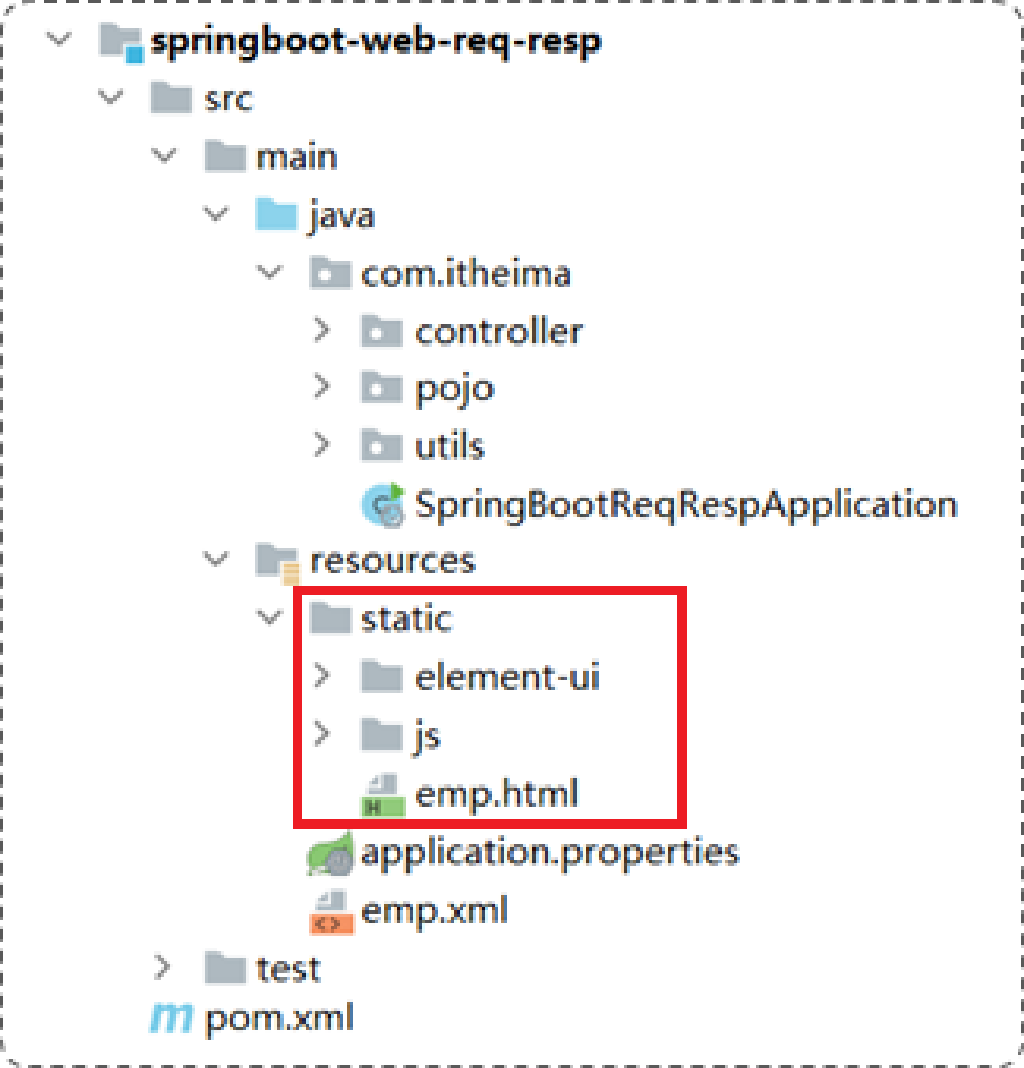 springboot-web-req-resp
src
main
java
com.itheima
controller
pojo
utils
SpringBootReqRespApplication
resources
static
element-ui
js
emp.html
application.properties
emp.xml
test
pom.xml